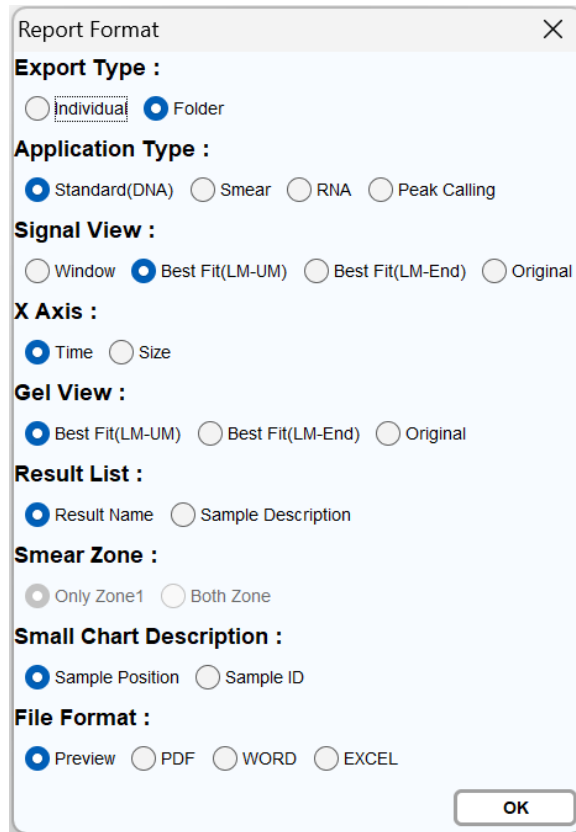 Report Format
Export Type :
Individual Folder
Application Type :
Standard(DNA) Smear RNA Peak Calling
Signal View :
Window Best Fit(LM-UM) Best Fit(LM-End) Original
X Axis :
Time Size
Gel View :
Best Fit(LM-UM) Best Fit(LM-End) Original
Result List :
Result Name Sample Description
Smear Zone :
Only Zone1 Both Zone
Small Chart Description :
Sample Position Sample ID
File Format :
Preview PDF WORD EXCEL
OK